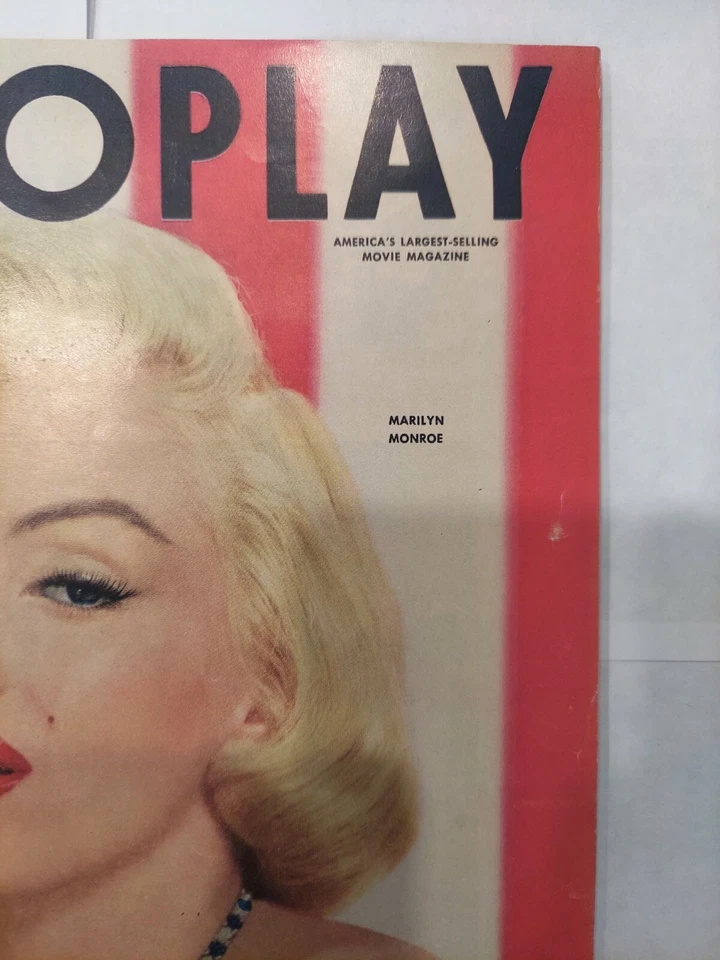 OPLAY
AMERICA'S LARGEST-SELLING
MOVIE MAGAZINE
MARILYN
MONROE